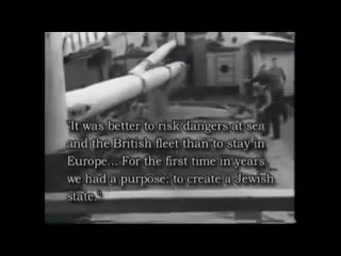 "It was better to risk dangers at sea
and the British fleet than to stay in
Europe... For the first time in years
we had a purpose: to create a Jewish
state."